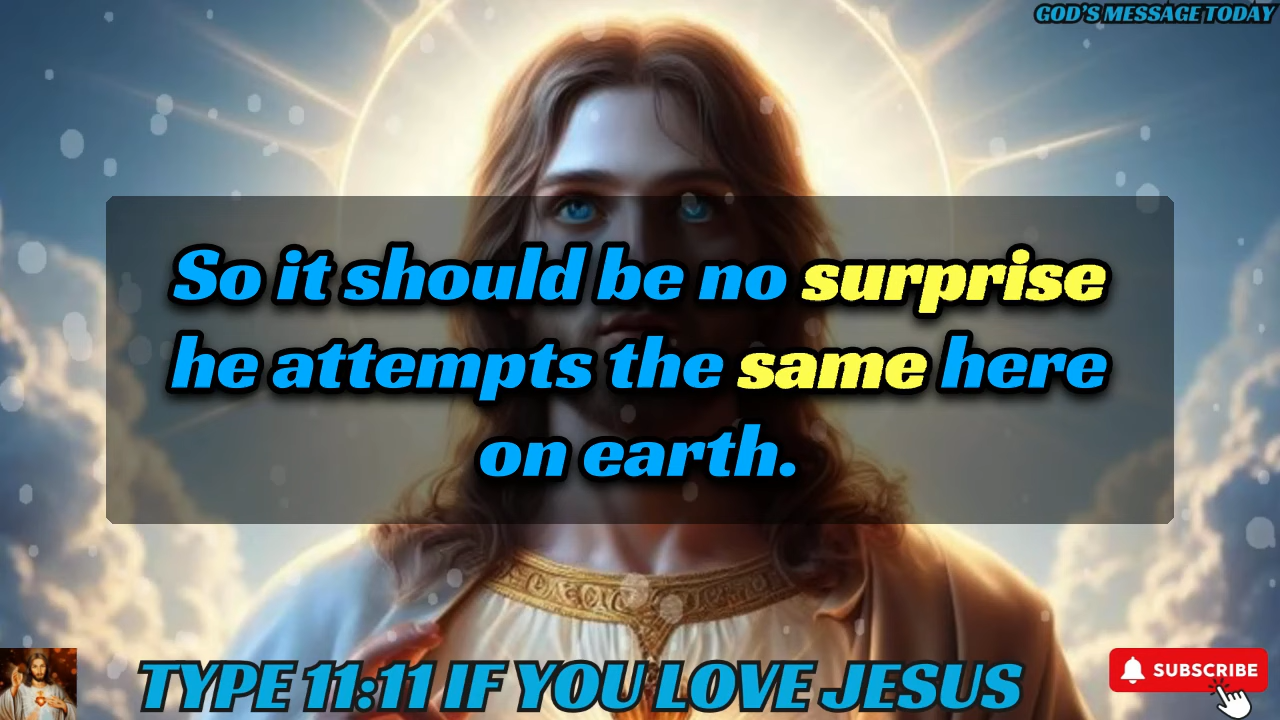 GOD'S MESSAGE TODAY
So it should be no surprise
he attempts the same here
on earth.
TYPE 11:11 IF YOU LOVE JESUS
SUBSCRIBE